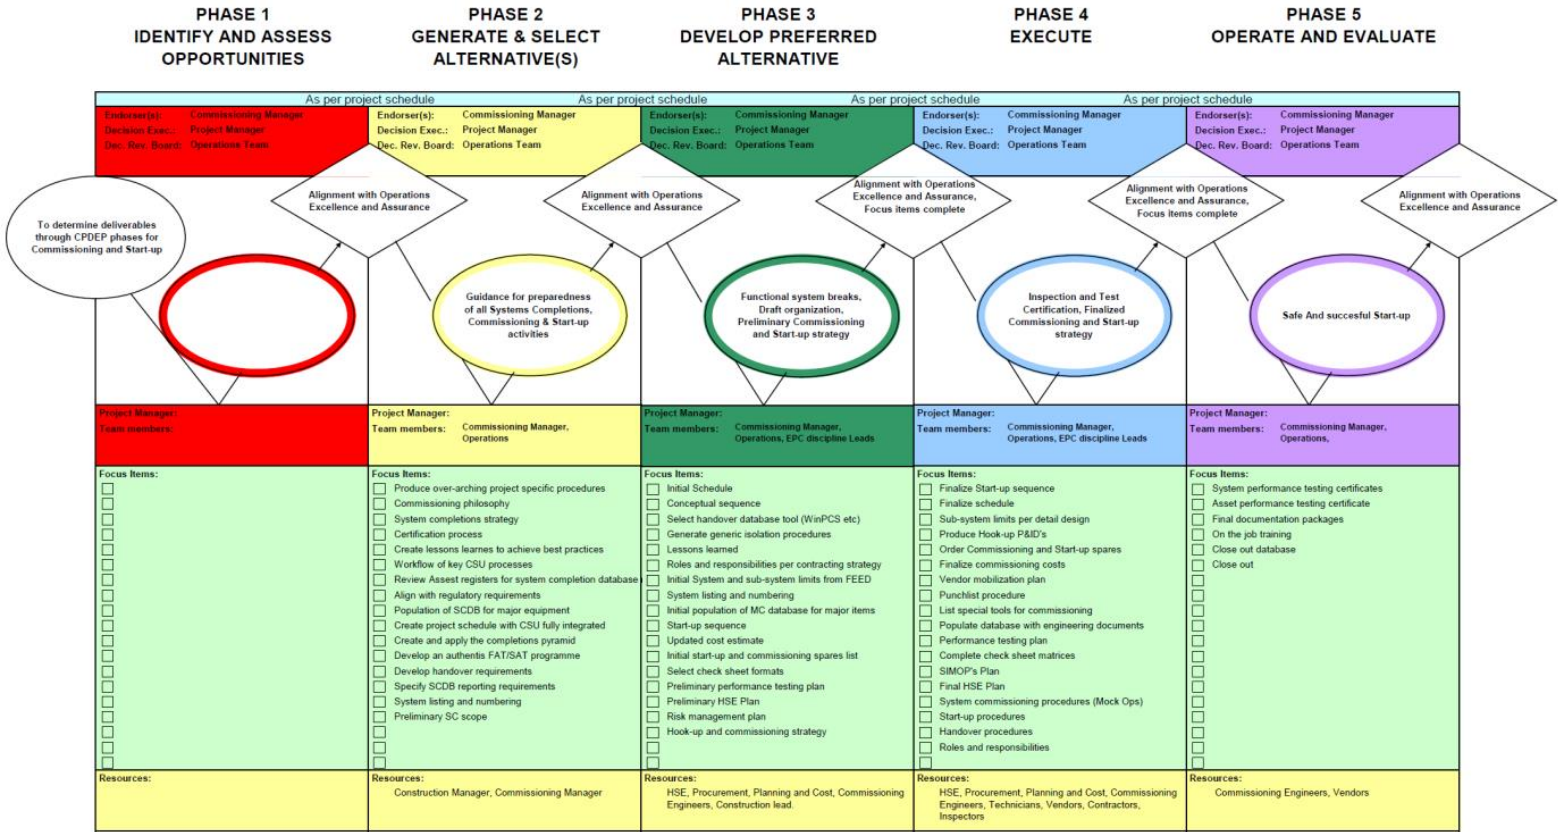 PHASE 1
IDENTIFY AND ASSESS
OPPORTUNITIES
PHASE 2
GENERATE & SELECT
ALTERNATIVE(S)
PHASE 3
DEVELOP PREFERRED
ALTERNATIVE
PHASE 4
EXECUTE
PHASE 5
OPERATE AND EVALUATE
As per project schedule
As per project schedule
As per project schedule
As per project schedule
Endorser(s): Commissioning Manager
Decision Exec.: Project Manager
Dec. Rev. Board: Operations Team
Endorser(s): Commissioning Manager
Decision Exec.: Project Manager
Dec. Rev. Board: Operations Team
Endorser(s): Commissioning Manager
Decision Exec.: Project Manager
Dec. Rev. Board: Operations Team
Endorser(s): Commissioning Manager
Decision Exec.: Project Manager
Dec. Rev. Board: Operations Team
Endorser(s): Commissioning Manager
Decision Exec.: Project Manager
Dec. Rev. Board: Operations Team
To determine deliverables
through CPDEP phases for
Commissioning and Start-up
Alignment with Operations
Excellence and Assurance
Alignment with Operations
Excellence and Assurance
Alignment with Operations
Excellence and Assurance,
Focus items complete
Alignment with Operations
Excellence and Assurance,
Focus items complete
Alignment with Operations
Excellence and Assurance
Guidance for preparedness
of all Systems Completions,
Commissioning & Start-up
activities
Functional system breaks,
Draft organization,
Preliminary Commissioning
and Start-up strategy
Inspection and Test
Certification, Finalized
Commissioning and Start-up
strategy
Safe And succesful Start-up
Project Manager:
Team members:
Project Manager:
Team members: Commissioning Manager,
Operations
Project Manager:
Team members: Commissioning Manager,
Operations, EPC discipline Leads
Project Manager:
Team members: Commissioning Manager,
Operations, EPC discipline Leads
Project Manager:
Team members: Commissioning Manager,
Operations,
Focus Items:
Focus Items:
Produce over-arching project specific procedures
Commissioning philosophy
System completions strategy
Certification process
Create lessons learnes to achieve best practices
Workflow of key CSU processes
Review Assest registers for system completion database
Align with regulatory requirements
Population of SCDB for major equipment
Create project schedule with CSU fully integrated
Create and apply the completions pyramid
Develop an authentis FAT/SAT programme
Develop handover requirements
Specify SCDB reporting requirements
System listing and numbering
Preliminary SC scope
Focus Items:
Initial Schedule
Conceptual sequence
Select handover database tool (WinPCS etc)
Generate generic isolation procedures
Lessons learned
Roles and responsibilities per contracting strategy
Initial System and sub-system limits from FEED
System listing and numbering
Initial population of MC database for major items
Start-up sequence
Updated cost estimate
Initial start-up and commissioning spares list
Select check sheet formats
Preliminary performance testing plan
Preliminary HSE Plan
Risk management plan
Hook-up and commissioning strategy
Focus Items:
Finalize Start-up sequence
Finalize schedule
Sub-system limits per detail design
Produce Hook-up P&ID's
Order Commissioning and Start-up spares
Finalize commissioning costs
Vendor mobilization plan
Punchlist procedure
List special tools for commissioning
Populate database with engineering documents
Performance testing plan
Complete check sheet matrices
SIMOP's Plan
Final HSE Plan
System commissioning procedures (Mock Ops)
Start-up procedures
Handover procedures
Roles and responsibilities
Focus Items:
System performance testing certificates
Asset performance testing certificate
Final documentation packages
On the job training
Close out database
Close out
Resources:
Resources:
Construction Manager, Commissioning Manager
Resources:
HSE, Procurement, Planning and Cost, Commissioning
Engineers, Construction lead.
Resources:
HSE, Procurement, Planning and Cost, Commissioning
Engineers, Technicians, Vendors, Contractors,
Inspectors
Resources:
Commissioning Engineers, Vendors